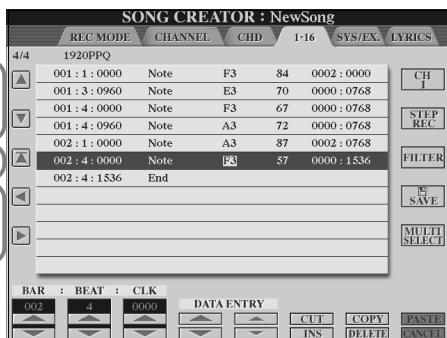 SONG CREATOR : NewSong
REC MODE CHANNEL CHD 1-16 SYS/EX. LYRICS
4/4 1920PPQ
001 : 1 : 0000 Note F3 84 0002 : 0000
001 : 3 : 0960 Note E3 70 0000 : 0768
001 : 4 : 0000 Note F3 67 0000 : 0768
001 : 4 : 0960 Note A3 72 0000 : 0768
002 : 1 : 0000 Note A3 87 0002 : 0768
002 : 4 : 0000 Note F3 57 0000 : 1536
002 : 4 : 1536 End
CH
1
STEP
REC
FILTER
SAVE
MULTI
SELECT
BAR : BEAT : CLK
002 4 0000
DATA ENTRY
CUT COPY PASTE
INS DELETE CANCEL